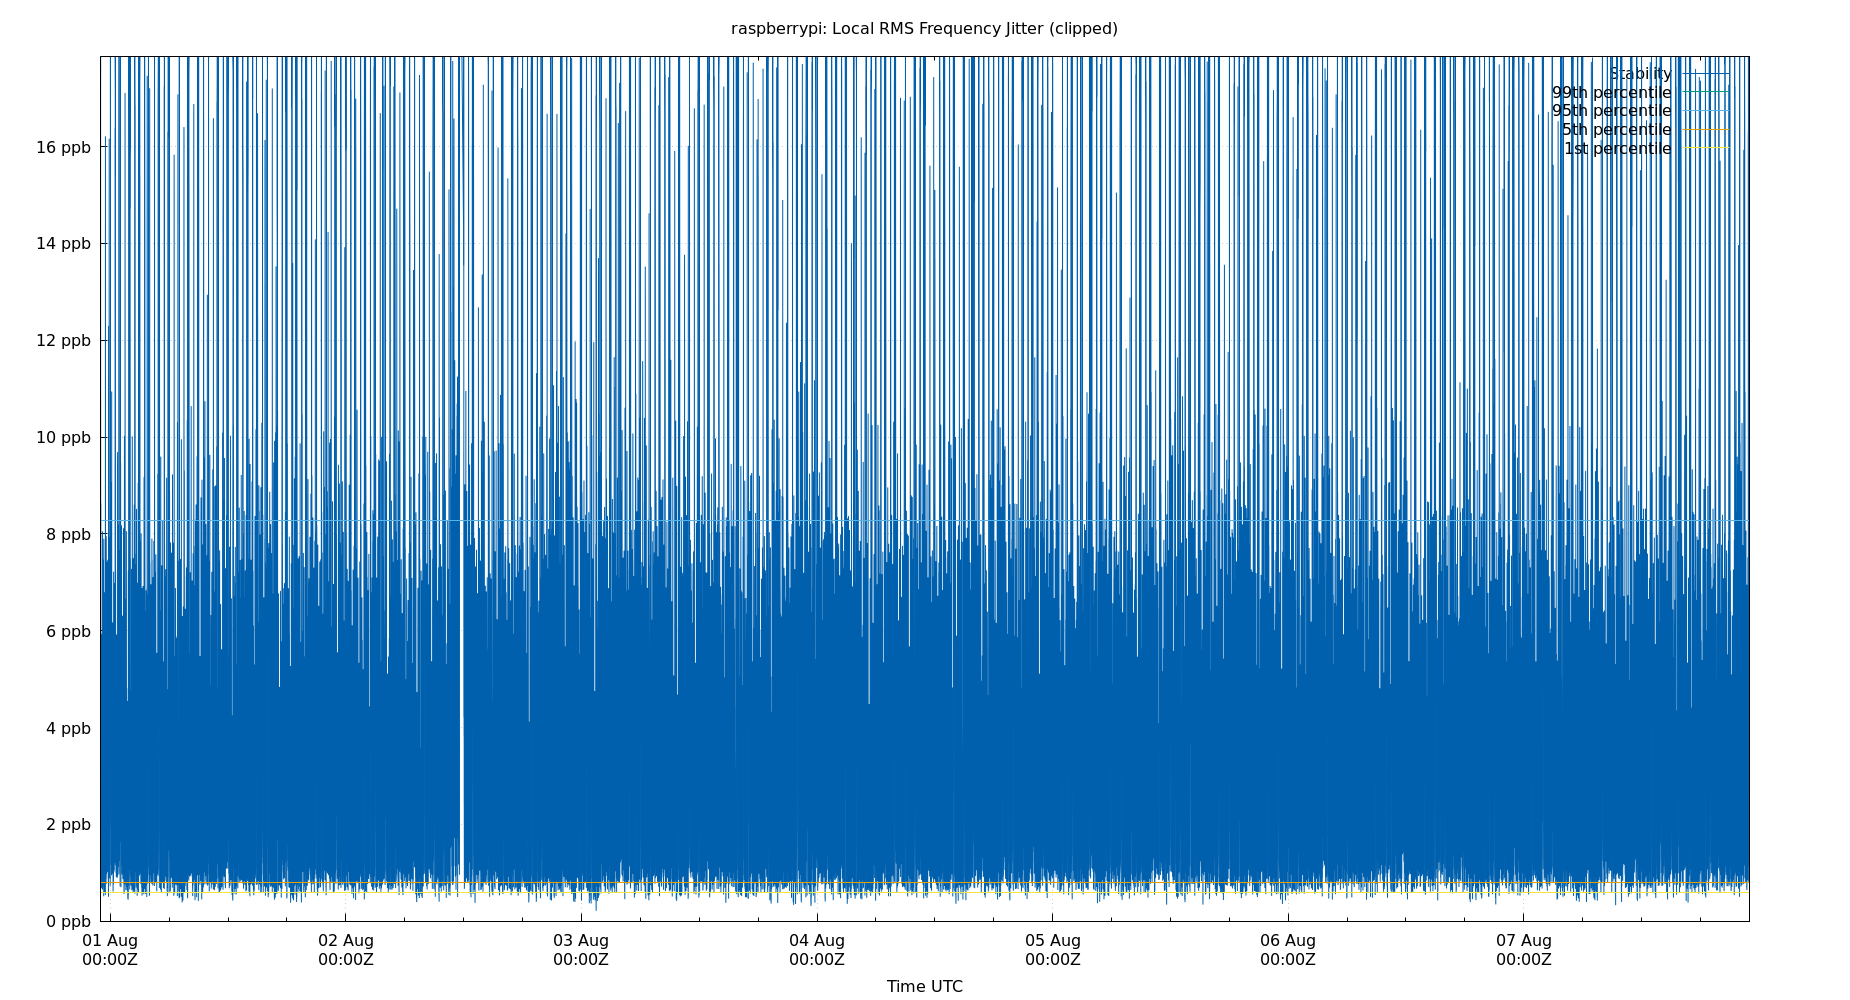 raspberrypi: Local RMS Frequency Jitter (clipped)
Stability
99th percentile
95th percentile
5th percentile
1st percentile
16 ppb
14 ppb
12 ppb
10 ppb
8 ppb
6 ppb
4 ppb
2 ppb
0 ppb
01 Aug
00:00Z
02 Aug
00:00Z
03 Aug
00:00Z
04 Aug
00:00Z
05 Aug
00:00Z
06 Aug
00:00Z
07 Aug
00:00Z
Time UTC